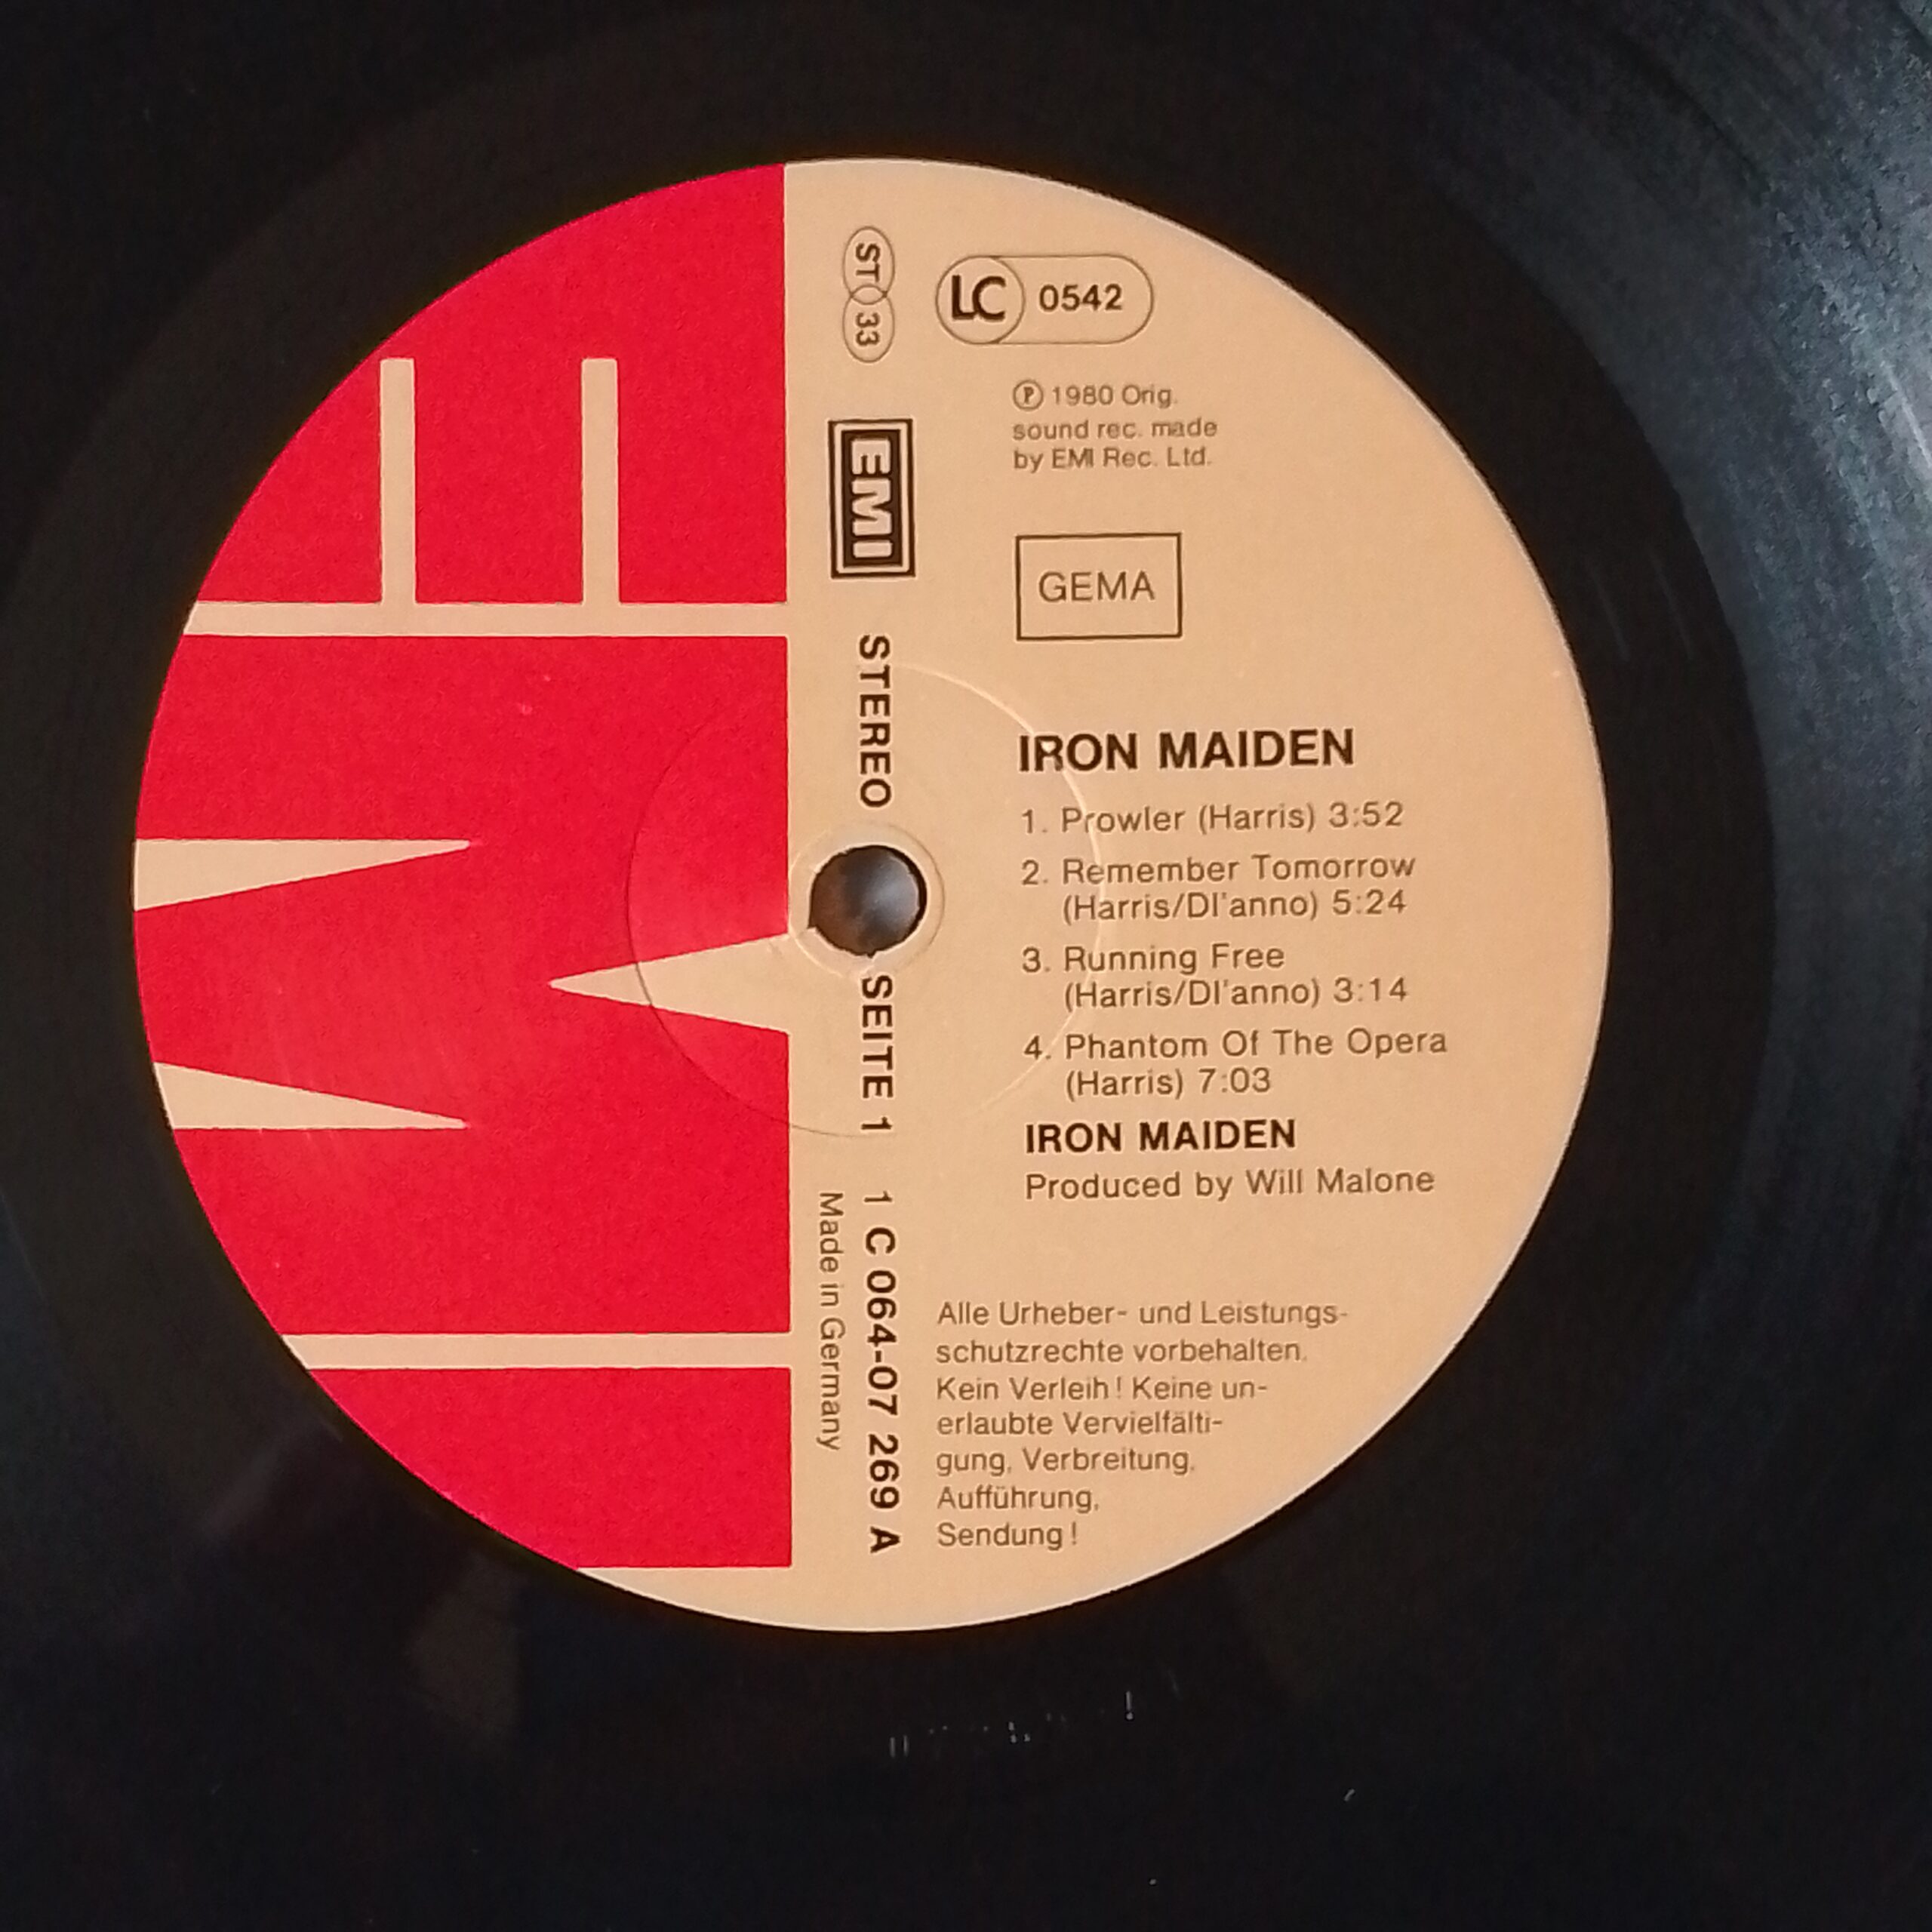 ST 33
EMI
STEREO
SEITE 1
1 C 064-07 269 A
Made in Germany
LC 0542
Ⓟ 1980 Orig.
sound rec. made
by EMI Rec. Ltd.
GEMA
IRON MAIDEN
1. Prowler (Harris) 3:52
2. Remember Tomorrow
(Harris/DI'anno) 5:24
3. Running Free
(Harris/DI'anno) 3:14
4. Phantom Of The Opera
(Harris) 7:03
IRON MAIDEN
Produced by Will Malone
Alle Urheber- und Leistungs-
schutzrechte vorbehalten.
Kein Verleih! Keine un-
erlaubte Vervielfälti-
gung, Verbreitung,
Aufführung,
Sendung!
EMI